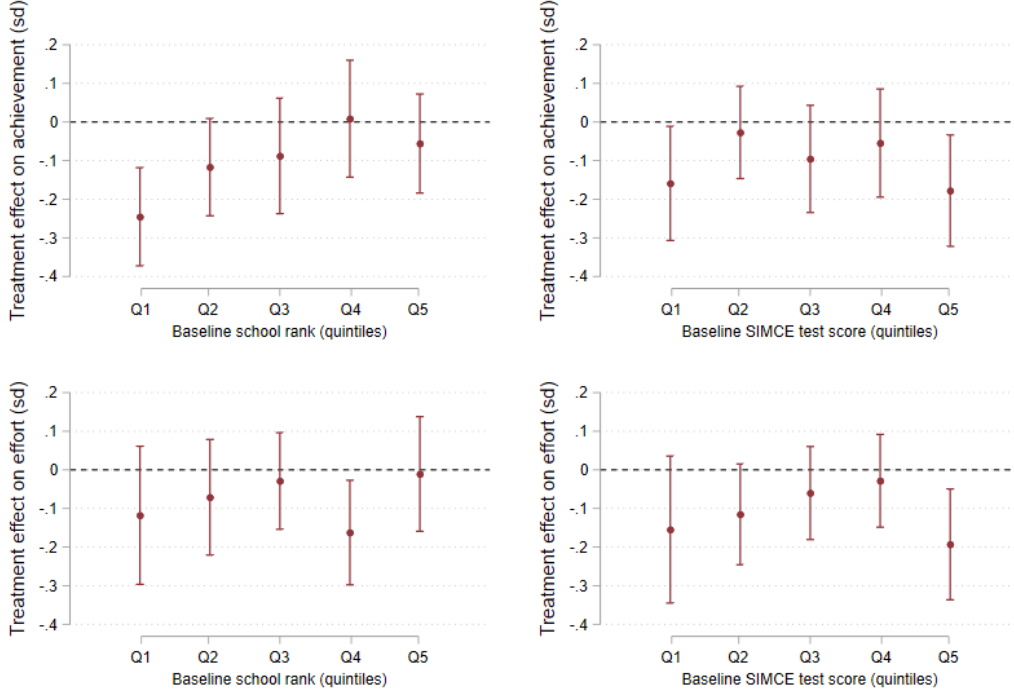 Treatment effect on achievement (sd)
.2
.1
0
-.1
-.2
-.3
-.4
Q1 Q2 Q3 Q4 Q5
Baseline school rank (quintiles)
Treatment effect on achievement (sd)
.2
.1
0
-.1
-.2
-.3
-.4
Q1 Q2 Q3 Q4 Q5
Baseline SIMCE test score (quintiles)
Treatment effect on effort (sd)
.2
.1
0
-.1
-.2
-.3
-.4
Q1 Q2 Q3 Q4 Q5
Baseline school rank (quintiles)
Treatment effect on effort (sd)
.2
.1
0
-.1
-.2
-.3
-.4
Q1 Q2 Q3 Q4 Q5
Baseline SIMCE test score (quintiles)